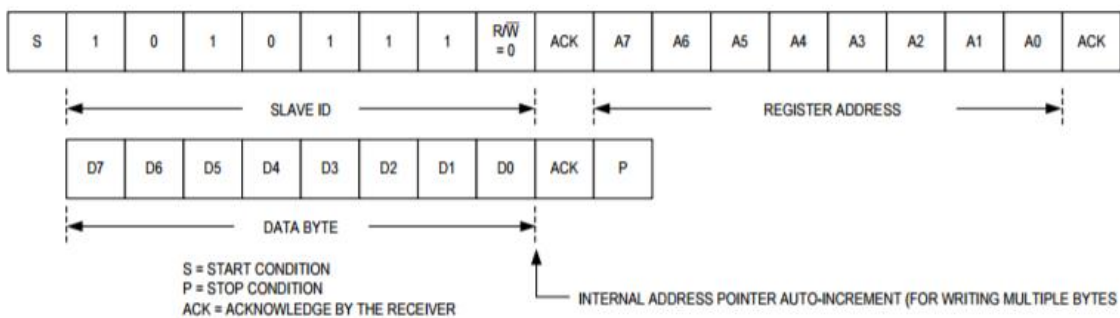 S 1 0 1 0 1 1 1 R/W̅ = 0 ACK A7 A6 A5 A4 A3 A2 A1 A0 ACK
SLAVE ID REGISTER ADDRESS
D7 D6 D5 D4 D3 D2 D1 D0 ACK P
DATA BYTE
S = START CONDITION
P = STOP CONDITION
ACK = ACKNOWLEDGE BY THE RECEIVER
INTERNAL ADDRESS POINTER AUTO-INCREMENT (FOR WRITING MULTIPLE BYTES